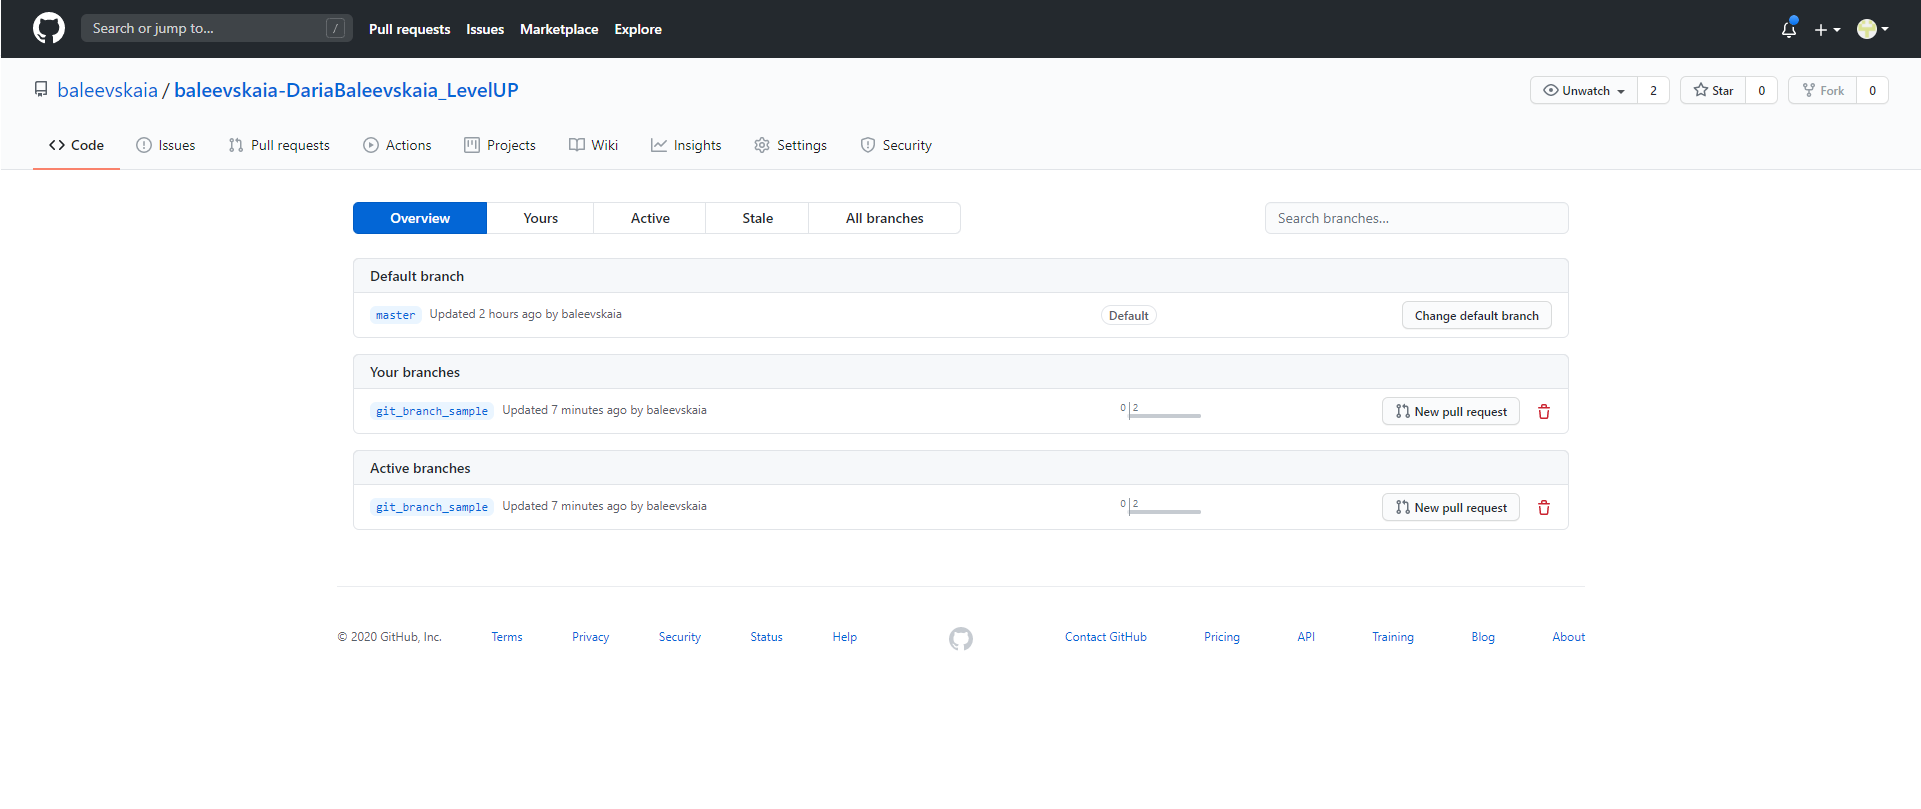 Search or jump to... / Pull requests Issues Marketplace Explore
baleevskaia / baleevskaia-DariaBaleevskaia_LevelUP Unwatch 2 Star 0 Fork 0
Code Issues Pull requests Actions Projects Wiki Insights Settings Security
Overview Yours Active Stale All branches Search branches...
Default branch
master Updated 2 hours ago by baleevskaia Default Change default branch
Your branches
git_branch_sample Updated 7 minutes ago by baleevskaia 0 2 New pull request
Active branches
git_branch_sample Updated 7 minutes ago by baleevskaia 0 2 New pull request
© 2020 GitHub, Inc. Terms Privacy Security Status Help Contact GitHub Pricing API Training Blog About